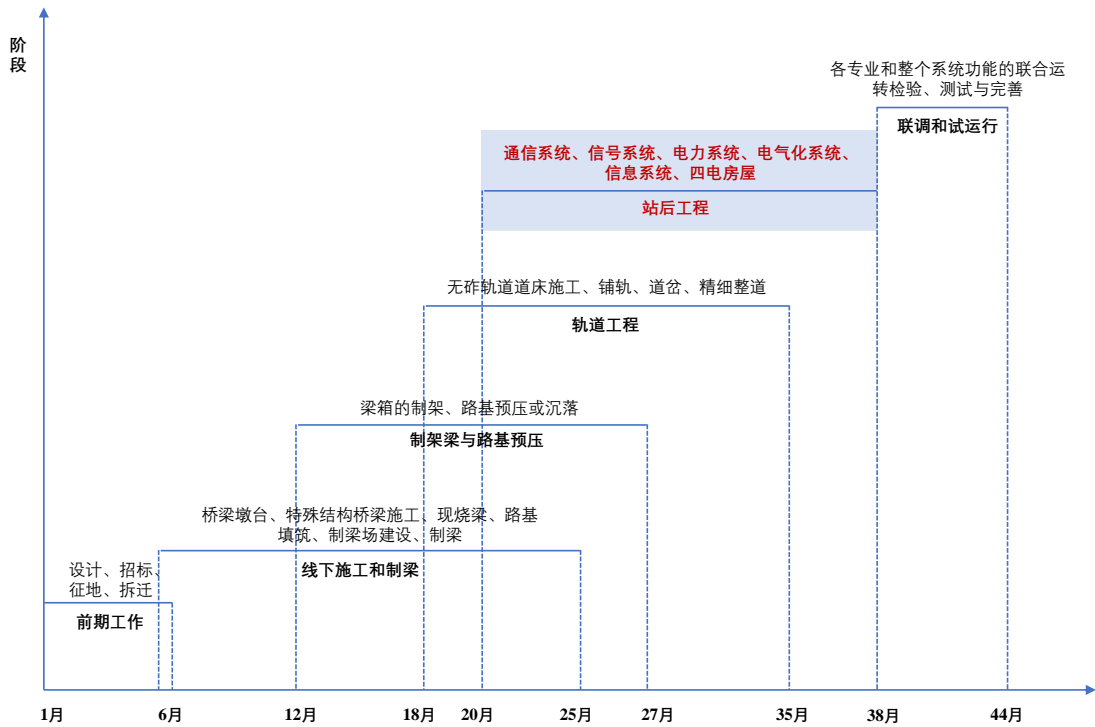 阶
段
各专业和整个系统功能的联合运
转检验、测试与完善
联调和试运行
通信系统、信号系统、电力系统、电气化系统、
信息系统、四电房屋
站后工程
无砟轨道道床施工、铺轨、道岔、精细整道
轨道工程
梁箱的制架、路基预压或沉落
制架梁与路基预压
桥梁墩台、特殊结构桥梁施工、现烧梁、路基
填筑、制梁场建设、制梁
线下施工和制梁
设计、招标、
征地、拆迁
前期工作
1月 6月 12月 18月 20月 25月 27月 35月 38月 44月